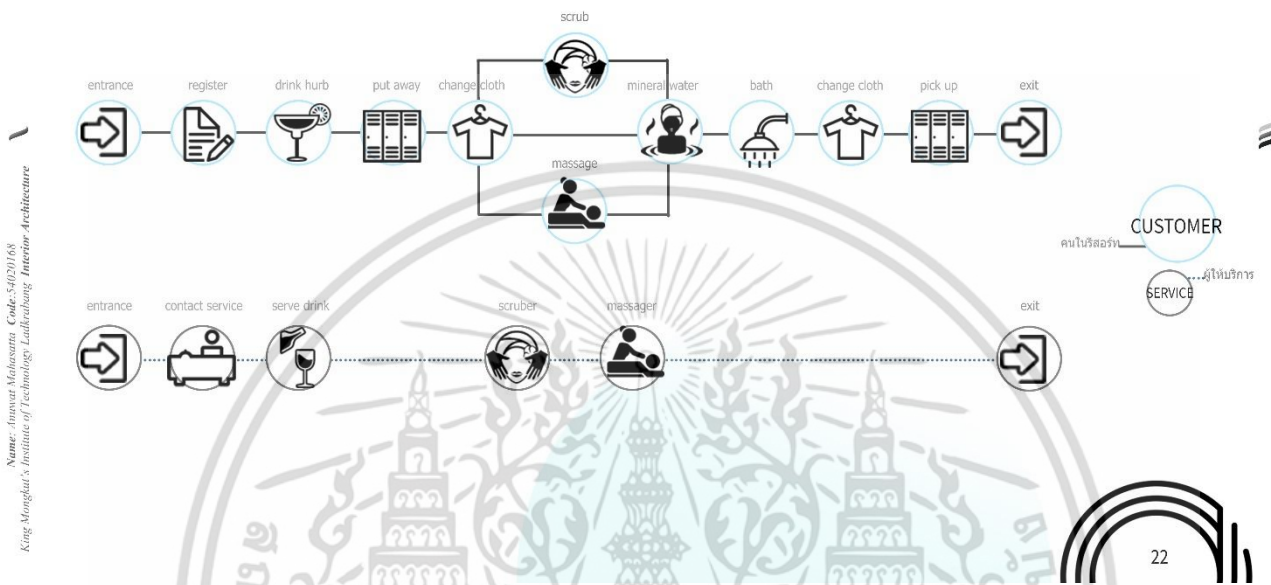 scrub
entrance
register
drink hurb
put away
change cloth
mineral water
bath
change cloth
pick up
exit
massage
CUSTOMER
คนในรีสอร์ท
ผู้ให้บริการ
SERVICE
entrance
contact service
serve drink
scruber
massager
exit
Name: Anuwat Mahasatta Code:54020168
King Mongkut's Institute of Technology Ladkrabang Interior Architecture
22